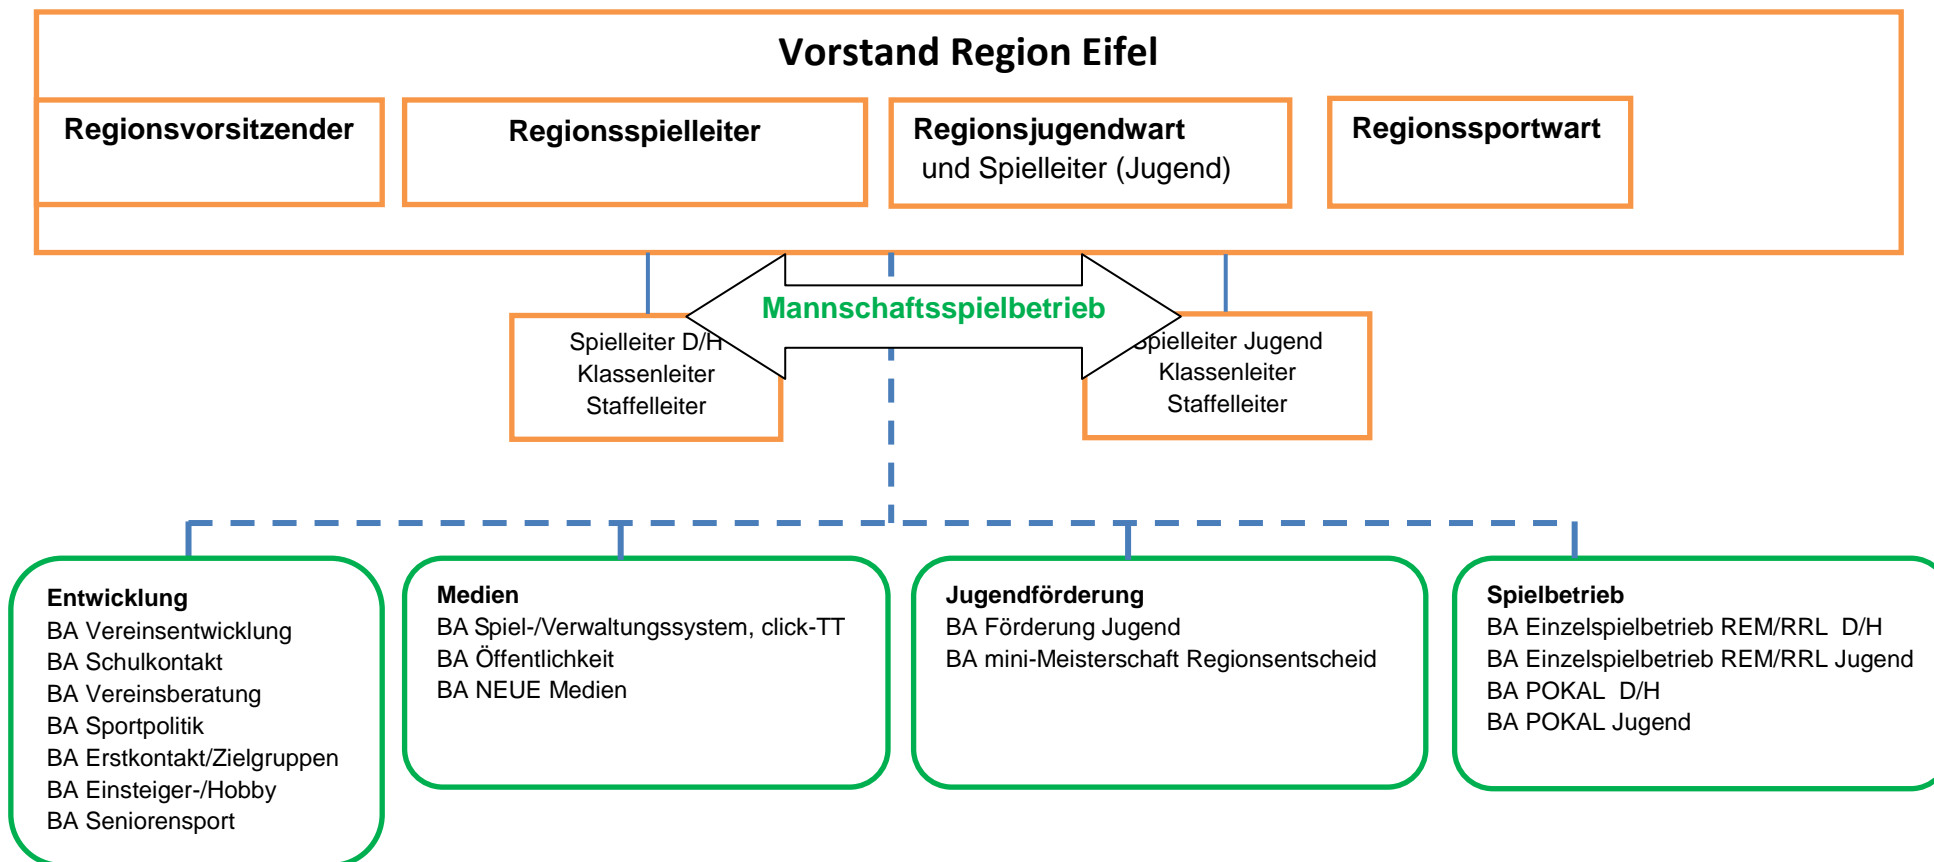 Vorstand Region Eifel
Regionsvorsitzender
Regionsspielleiter
Regionsjugendwart
und Spielleiter (Jugend)
Regionssportwart
Mannschaftsspielbetrieb
Spielleiter D/H
Klassenleiter
Staffelleiter
Spielleiter Jugend
Klassenleiter
Staffelleiter
Entwicklung
BA Vereinsentwicklung
BA Schulkontakt
BA Vereinsberatung
BA Sportpolitik
BA Erstkontakt/Zielgruppen
BA Einsteiger-/Hobby
BA Seniorensport
Medien
BA Spiel-/Verwaltungssystem, click-TT
BA Öffentlichkeit
BA NEUE Medien
Jugendförderung
BA Förderung Jugend
BA mini-Meisterschaft Regionsentscheid
Spielbetrieb
BA Einzelspielbetrieb REM/RRL D/H
BA Einzelspielbetrieb REM/RRL Jugend
BA POKAL D/H
BA POKAL Jugend